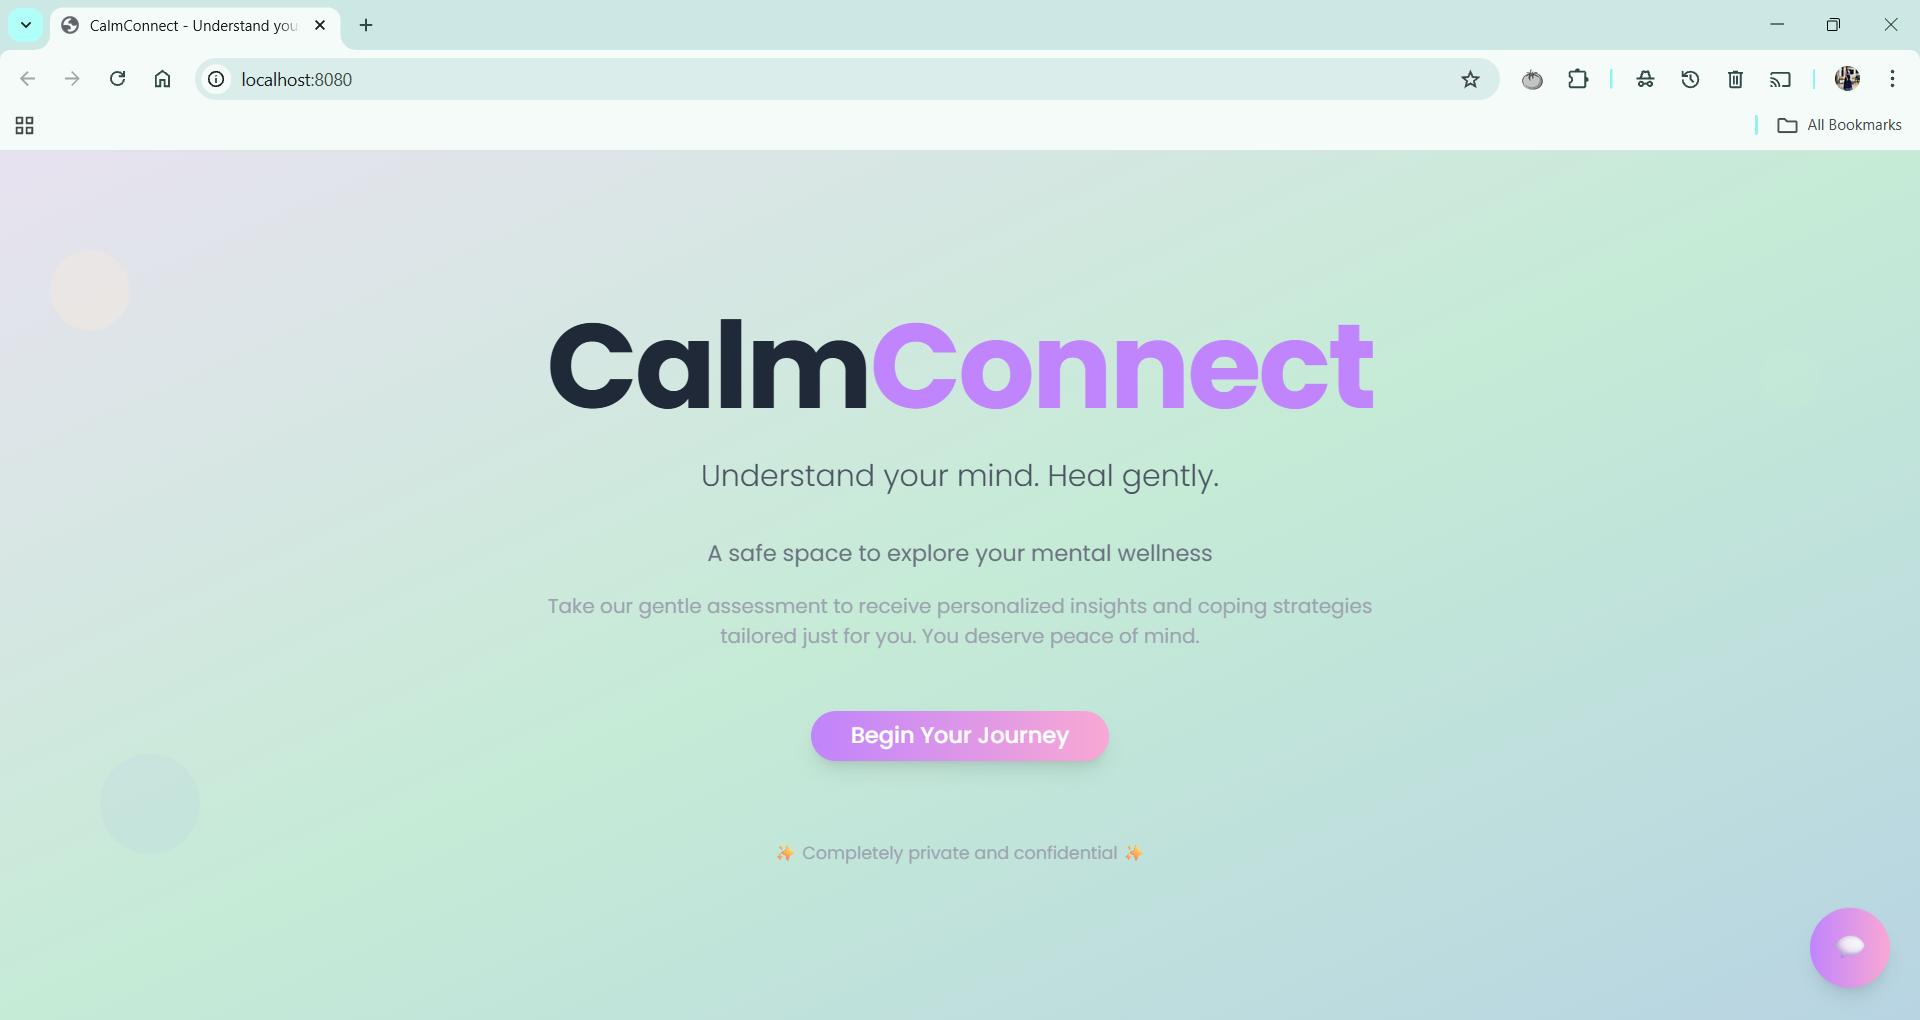 CalmConnect - Understand you
localhost:8080
All Bookmarks
CalmConnect
Understand your mind. Heal gently.
A safe space to explore your mental wellness
Take our gentle assessment to receive personalized insights and coping strategies
tailored just for you. You deserve peace of mind.
Begin Your Journey
✨ Completely private and confidential ✨